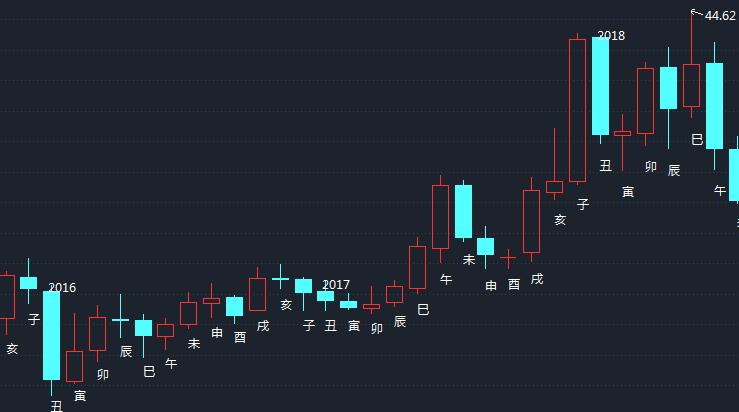 亥
子
2016
丑
寅
卯
辰
巳
午
未
申
酉
戌
亥
子
2017
丑
寅
卯
辰
巳
午
未
申
酉
戌
亥
子
2018
丑
寅
卯
辰
44.62
巳
午